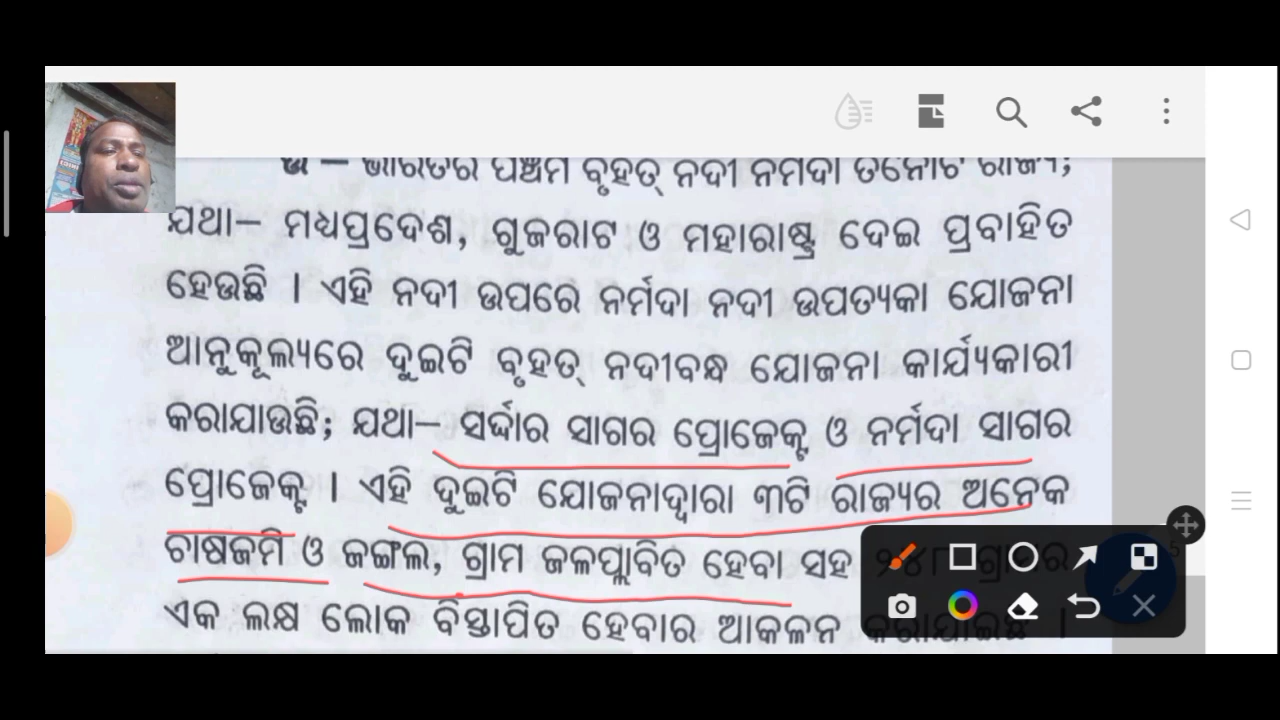 ଉ – ଭାରତର ପଞ୍ଚମ ବୃହତ୍ ନଦୀ ନର୍ମଦା ତିନୋଟି ରାଜ୍ୟ;
ଯଥା– ମଧ୍ୟପ୍ରଦେଶ, ଗୁଜରାଟ ଓ ମହାରାଷ୍ଟ୍ର ଦେଇ ପ୍ରବାହିତ
ହେଉଛି । ଏହି ନଦୀ ଉପରେ ନର୍ମଦା ନଦୀ ଉପତ୍ୟକା ଯୋଜନା
ଆନୁକୂଲ୍ୟରେ ଦୁଇଟି ବୃହତ୍ ନଦୀବନ୍ଧ ଯୋଜନା କାର୍ଯ୍ୟକାରୀ
କରାଯାଉଛି; ଯଥା– ସର୍ଦ୍ଦାର ସାଗର ପ୍ରୋଜେକ୍ଟ ଓ ନର୍ମଦା ସାଗର
ପ୍ରୋଜେକ୍ଟ । ଏହି ଦୁଇଟି ଯୋଜନାଦ୍ୱାରା ୩ଟି ରାଜ୍ୟର ଅନେକ
ଚାଷଜମି ଓ ଜଙ୍ଗଲ, ଗ୍ରାମ ଜଳପ୍ଲାବିତ ହେବା ସହ
ଏକ ଲକ୍ଷ ଲୋକ ବିସ୍ତାପିତ ହେବାର ଆକଳନ କରାଯାଇଛି ।